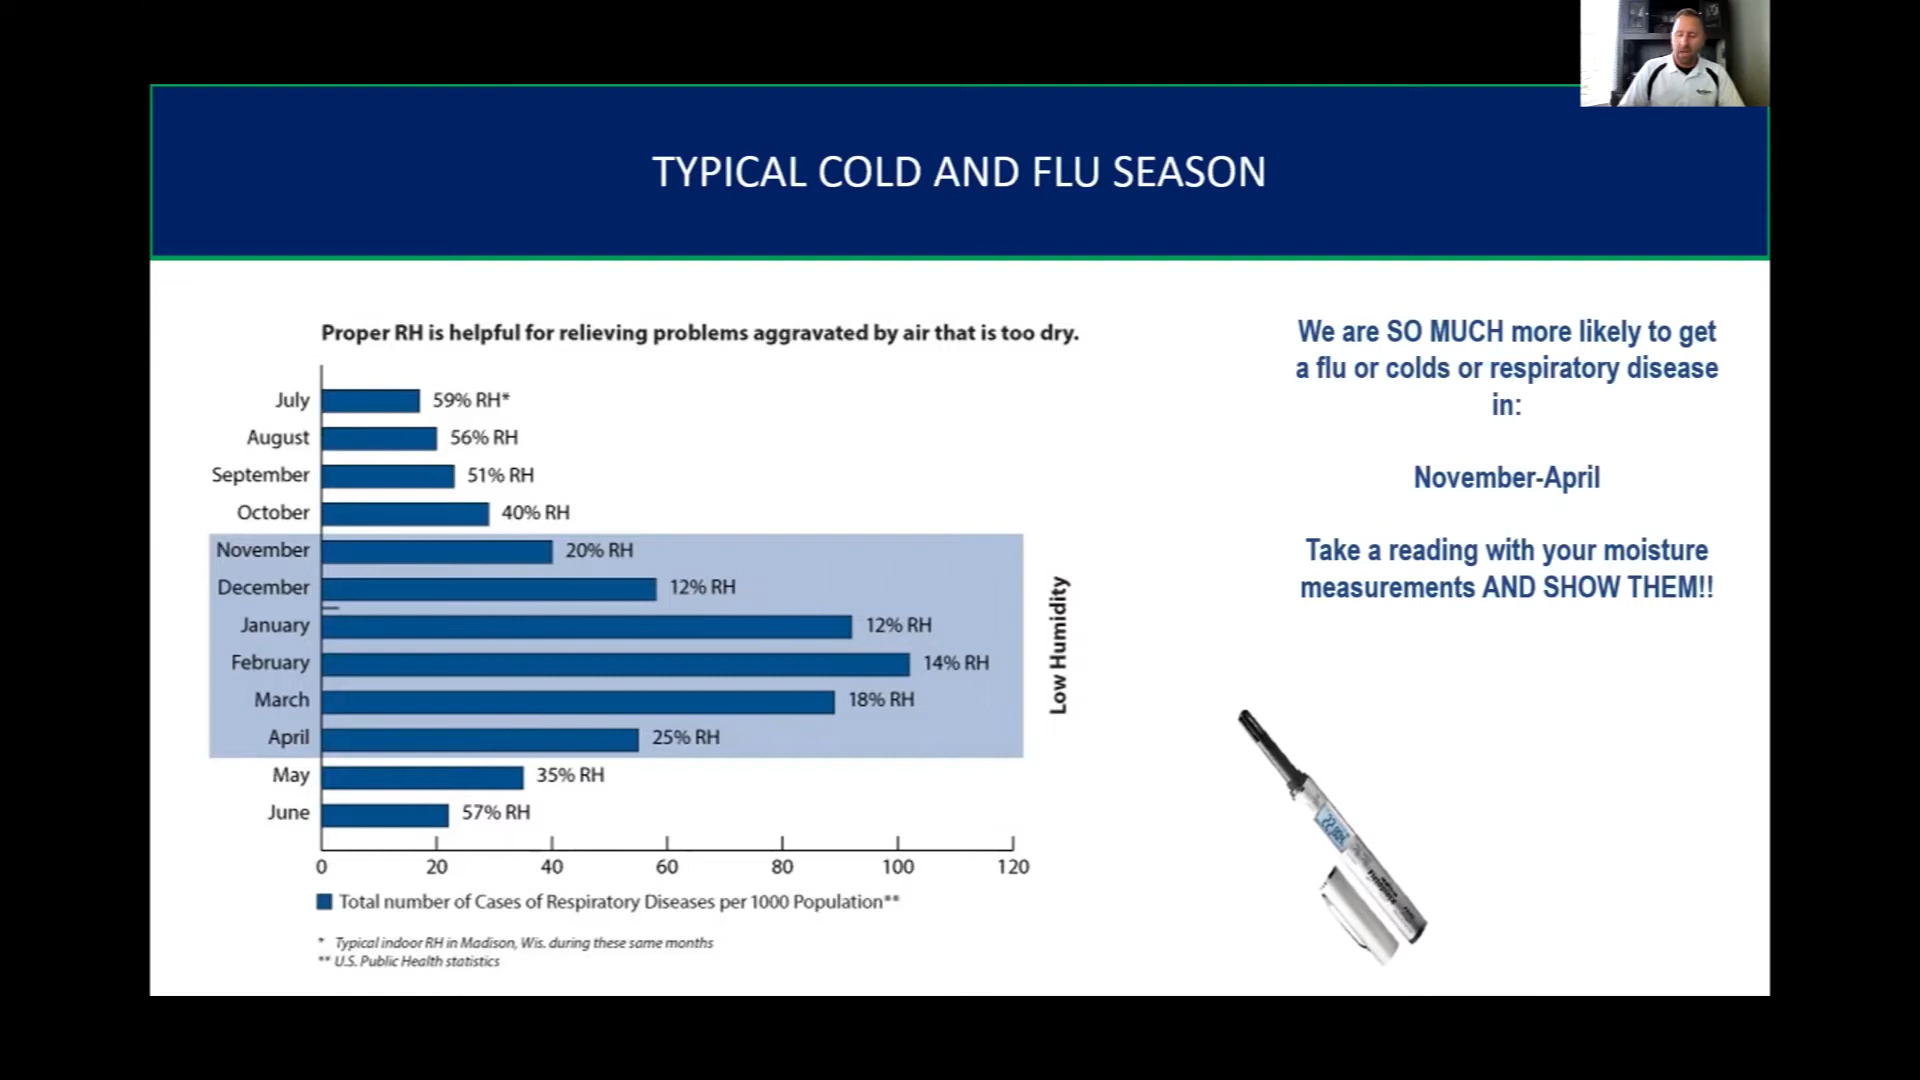 TYPICAL COLD AND FLU SEASON
Proper RH is helpful for relieving problems aggravated by air that is too dry.
July 59% RH*
August 56% RH
September 51% RH
October 40% RH
November 20% RH
December 12% RH
January 12% RH
February 14% RH
March 18% RH
April 25% RH
May 35% RH
June 57% RH
0 20 40 60 80 100 120
Total number of Cases of Respiratory Diseases per 1000 Population**
* Typical indoor RH in Madison, Wis. during these same months
** U.S. Public Health statistics
Low Humidity
We are SO MUCH more likely to get
a flu or colds or respiratory disease
in:
November-April
Take a reading with your moisture
measurements AND SHOW THEM!!